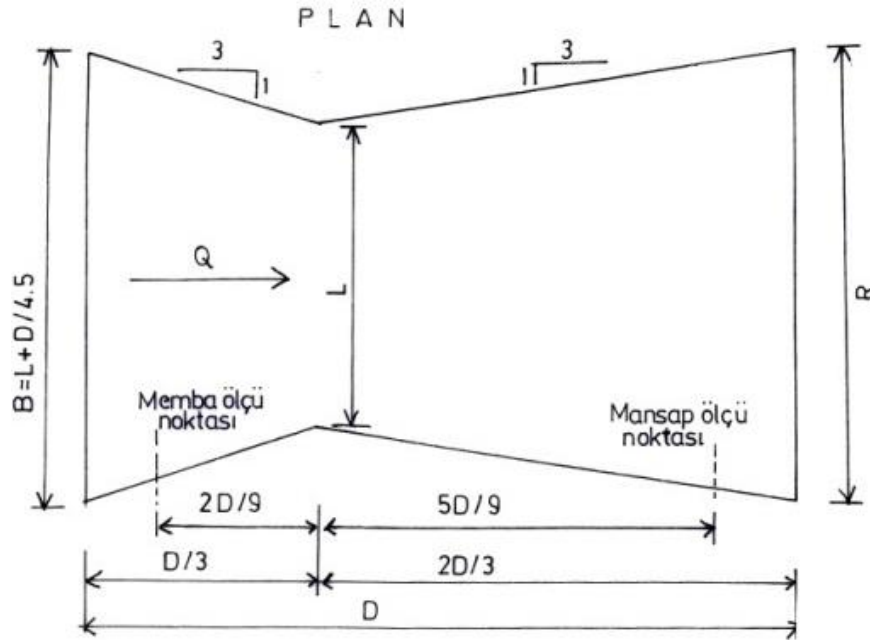 PLAN
3
1
3
1
B=L+D/4.5
Q
L
B
Memba ölçü
noktası
Mansap ölçü
noktası
2D/9
5D/9
D/3
2D/3
D